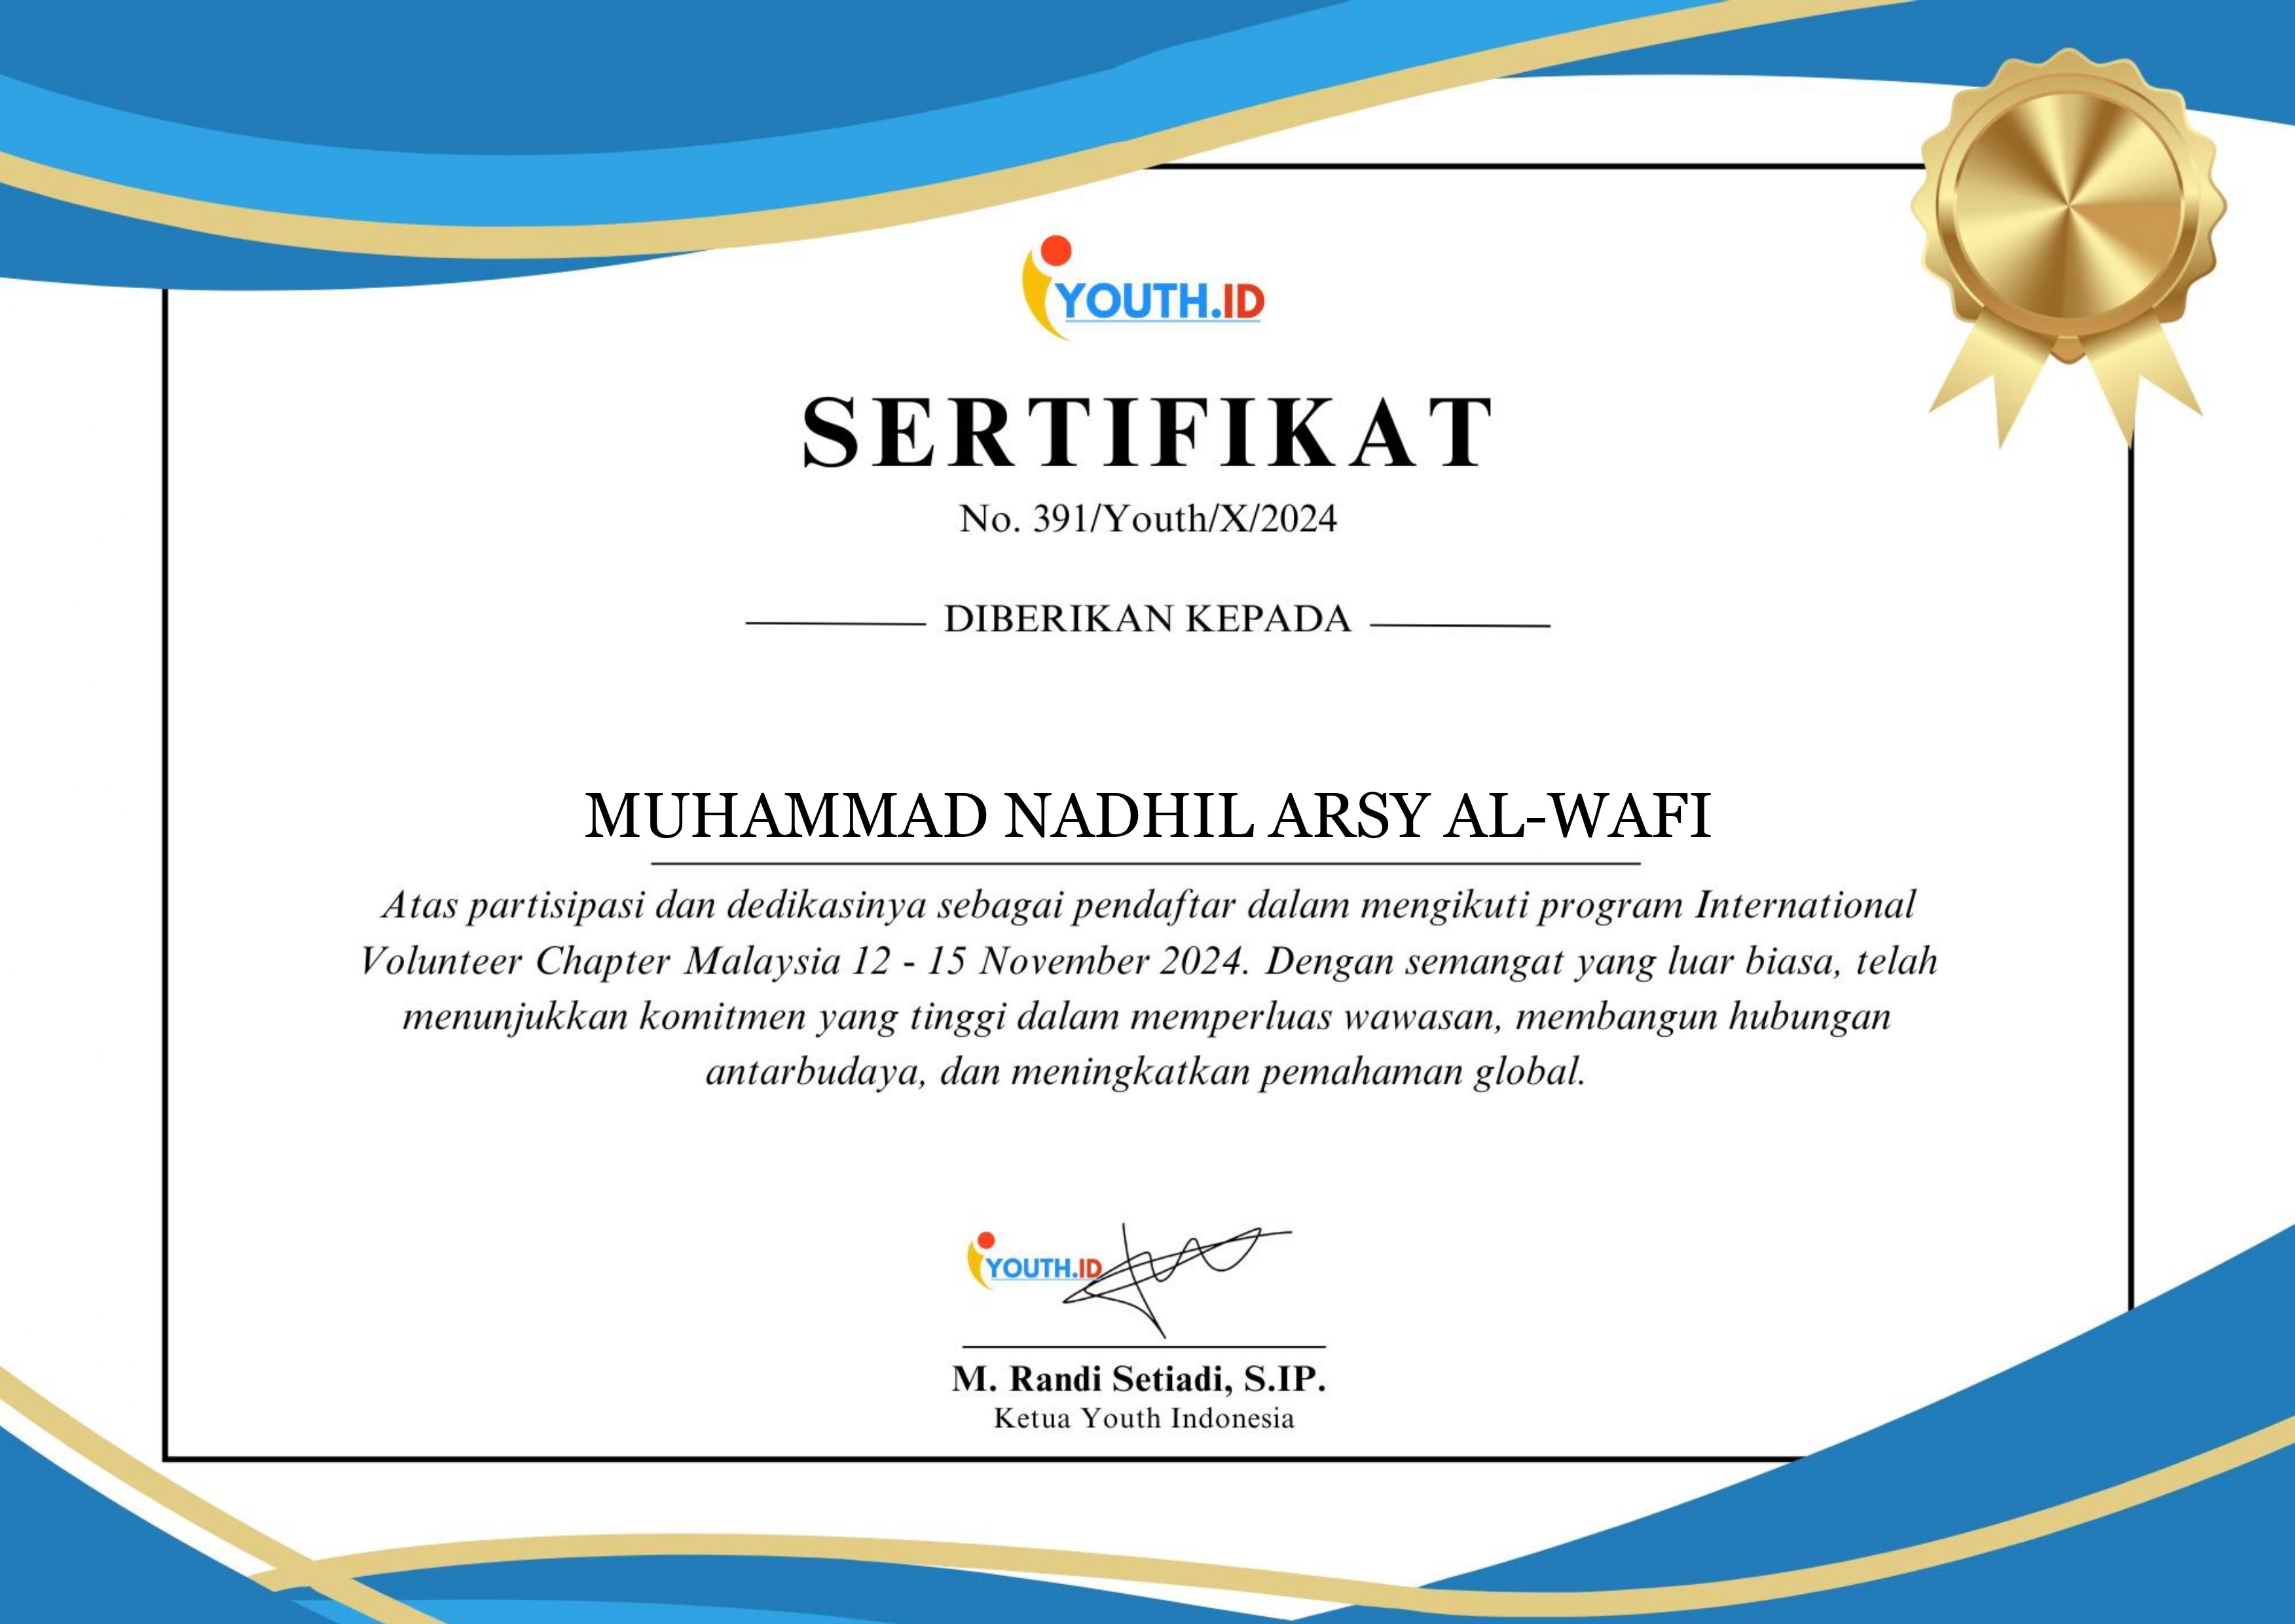 YOUTH.ID
SERTIFIKAT
No. 391/Youth/X/2024
DIBERIKAN KEPADA
MUHAMMAD NADHIL ARSY AL-WAFI
Atas partisipasi dan dedikasinya sebagai pendaftar dalam mengikuti program International
Volunteer Chapter Malaysia 12 - 15 November 2024. Dengan semangat yang luar biasa, telah
menunjukkan komitmen yang tinggi dalam memperluas wawasan, membangun hubungan
antarbudaya, dan meningkatkan pemahaman global.
YOUTH.ID
M. Randi Setiadi, S.IP.
Ketua Youth Indonesia